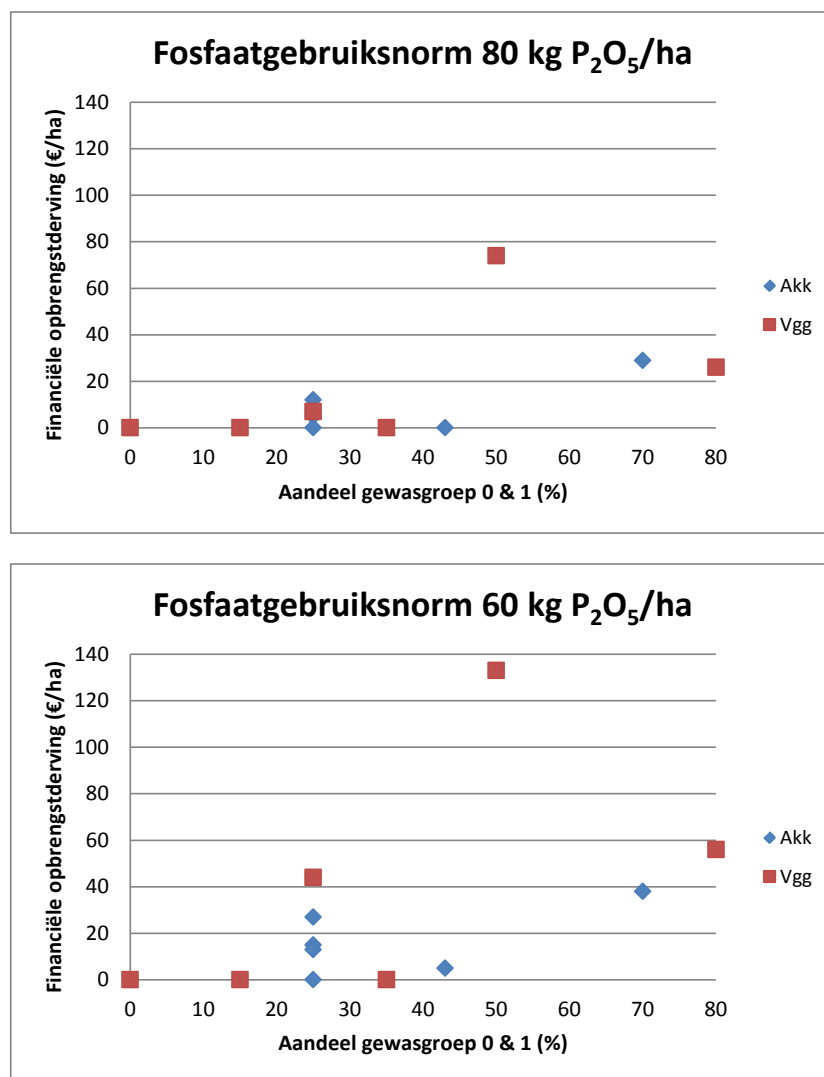 Fosfaatgebruiksnorm 80 kg P₂O₅/ha
Financiële opbrengstderving (€/ha)
140
120
100
80
60
40
20
0
0 10 20 30 40 50 60 70 80
Aandeel gewasgroep 0 & 1 (%)
Akk
Vgg
Fosfaatgebruiksnorm 60 kg P₂O₅/ha
Financiële opbrengstderving (€/ha)
140
120
100
80
60
40
20
0
0 10 20 30 40 50 60 70 80
Aandeel gewasgroep 0 & 1 (%)
Akk
Vgg